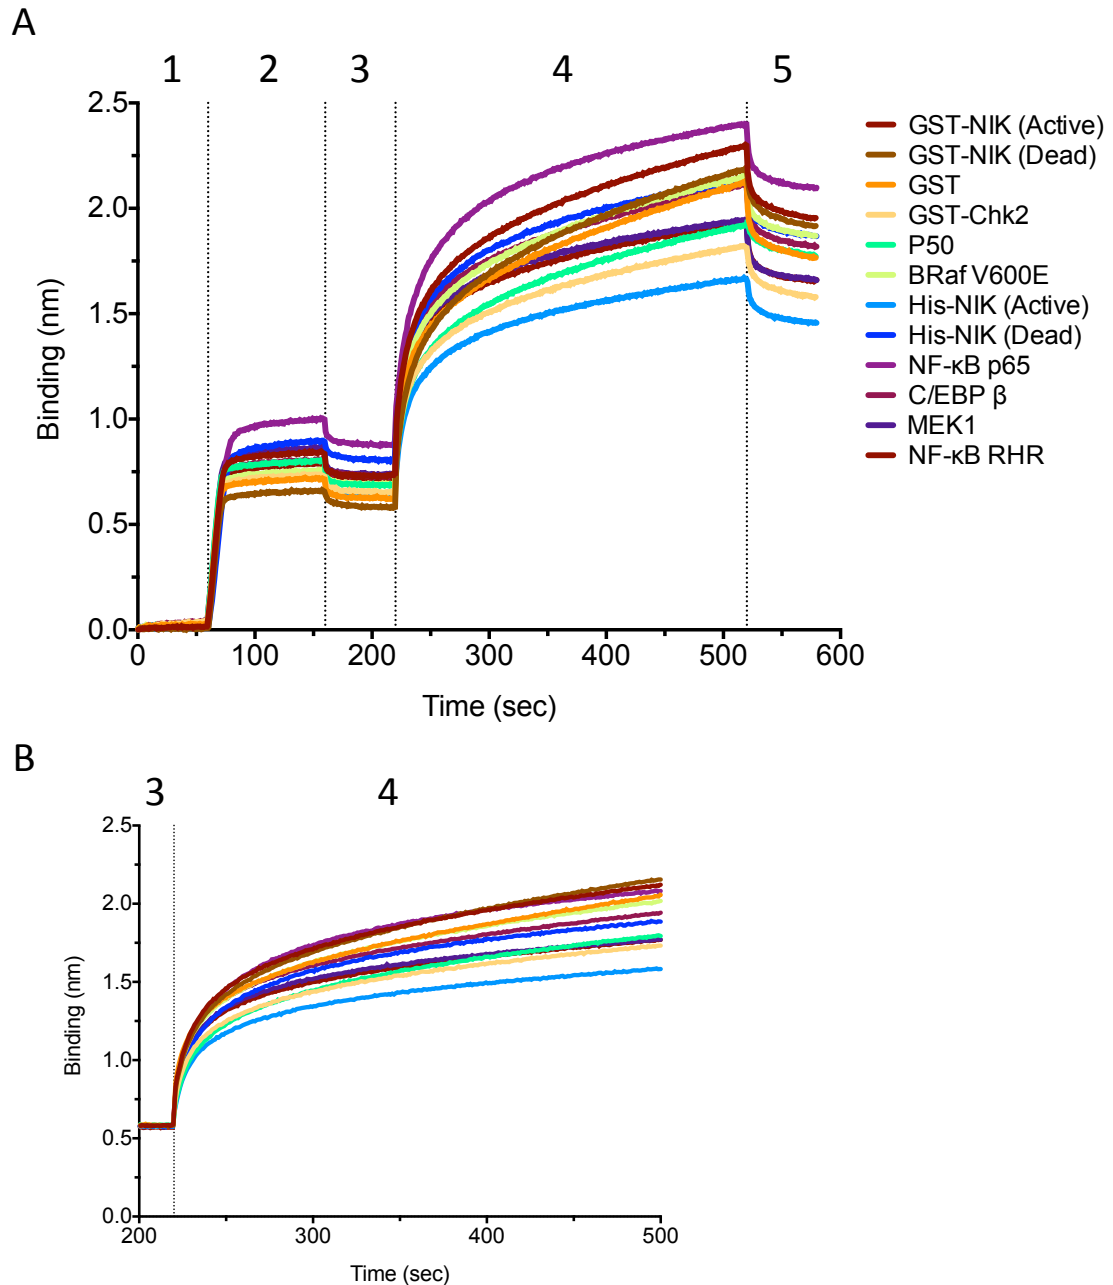 A
1 2 3 4 5
2.5
2.0
1.5
1.0
0.5
0.0
Binding (nm)
0 100 200 300 400 500 600
Time (sec)
GST-NIK (Active)
GST-NIK (Dead)
GST
GST-Chk2
P50
BRaf V600E
His-NIK (Active)
His-NIK (Dead)
NF-κB p65
C/EBP β
MEK1
NF-κB RHR
B
3 4
2.5
2.0
1.5
1.0
0.5
0.0
Binding (nm)
200 300 400 500
Time (sec)